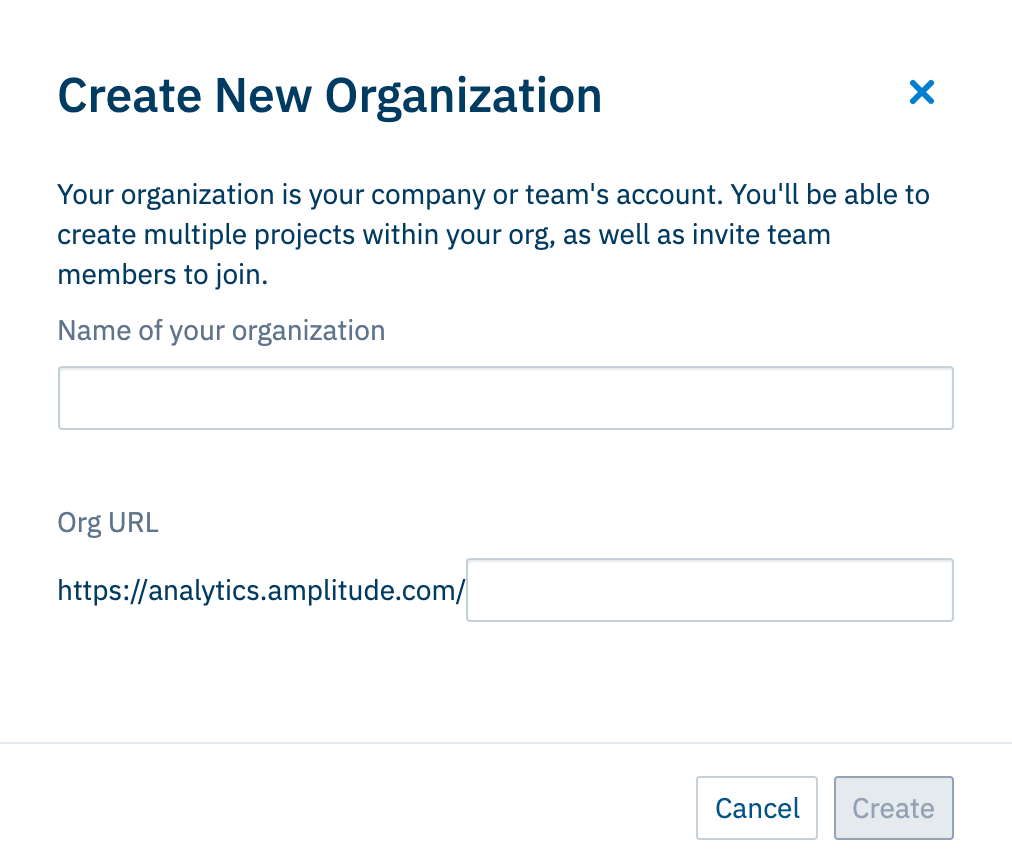 Create New Organization
Your organization is your company or team's account. You'll be able to
create multiple projects within your org, as well as invite team
members to join.
Name of your organization
Org URL
https://analytics.amplitude.com/
Cancel
Create